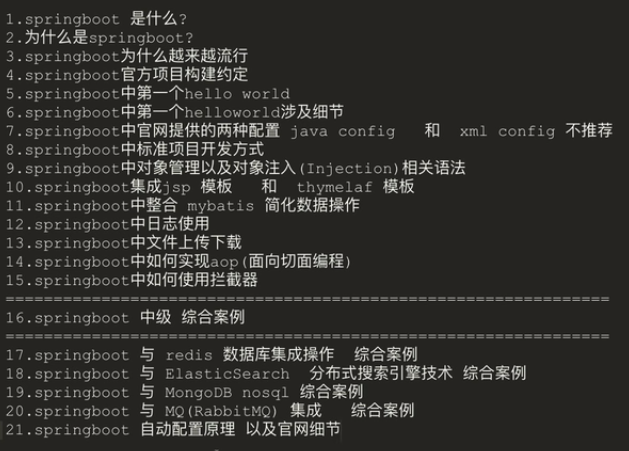 1.springboot 是什么?
2.为什么是springboot?
3.springboot为什么越来越流行
4.springboot官方项目构建约定
5.springboot中第一个hello world
6.springboot中第一个helloworld涉及细节
7.springboot中官网提供的两种配置 java config 和 xml config 不推荐
8.springboot中标准项目开发方式
9.springboot中对象管理以及对象注入(Injection)相关语法
10.springboot集成jsp 模板 和 thymelaf 模板
11.springboot中整合 mybatis 简化数据操作
12.springboot中日志使用
13.springboot中文件上传下载
14.springboot中如何实现aop(面向切面编程)
15.springboot中如何使用拦截器
===============================================================
16.springboot 中级 综合案例
===============================================================
17.springboot 与 redis 数据库集成操作 综合案例
18.springboot 与 ElasticSearch 分布式搜索引擎技术 综合案例
19.springboot 与 MongoDB nosql 综合案例
20.springboot 与 MQ(RabbitMQ) 集成 综合案例
21.springboot 自动配置原理 以及官网细节